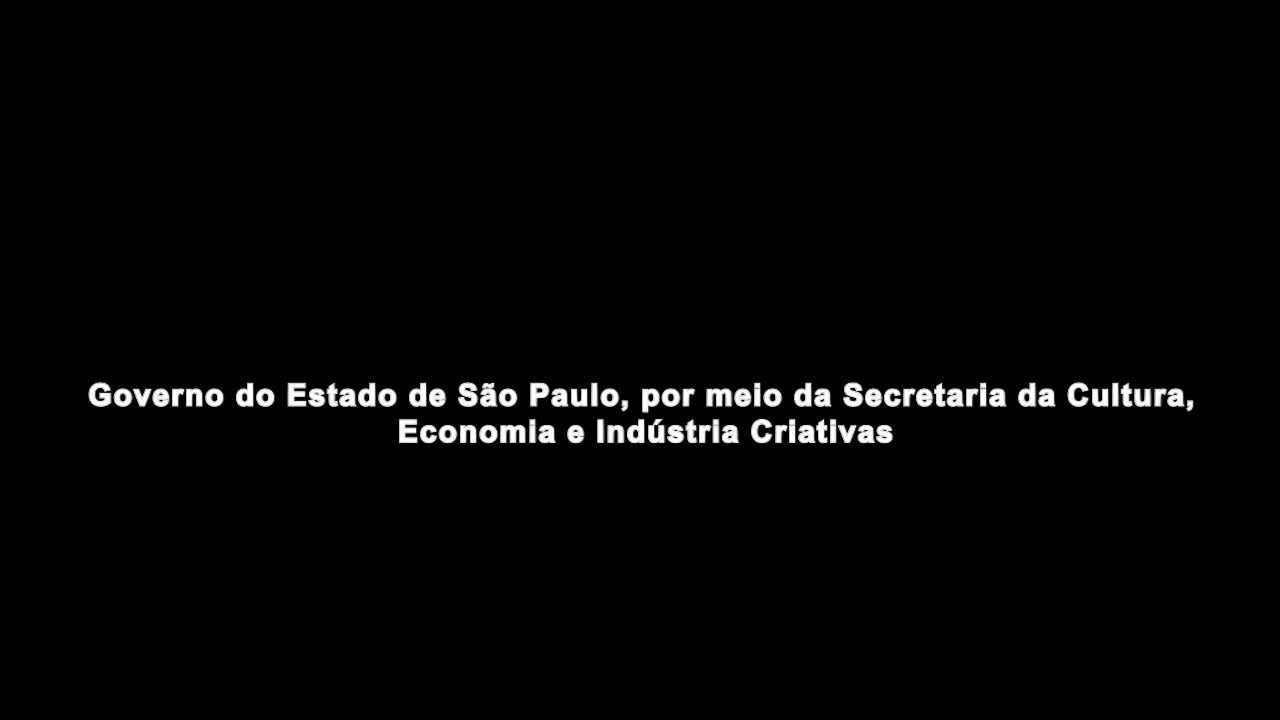 Governo do Estado de São Paulo, por meio da Secretaria da Cultura,
Economia e Indústria Criativas